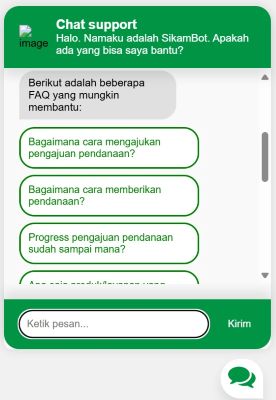 Chat support
image
Halo. Namaku adalah SikamBot. Apakah
ada yang bisa saya bantu?
Berikut adalah beberapa
FAQ yang mungkin
membantu:
Bagaimana cara mengajukan
pengajuan pendanaan?
Bagaimana cara memberikan
pendanaan?
Progress pengajuan pendanaan
sudah sampai mana?
Ketik pesan...
Kirim